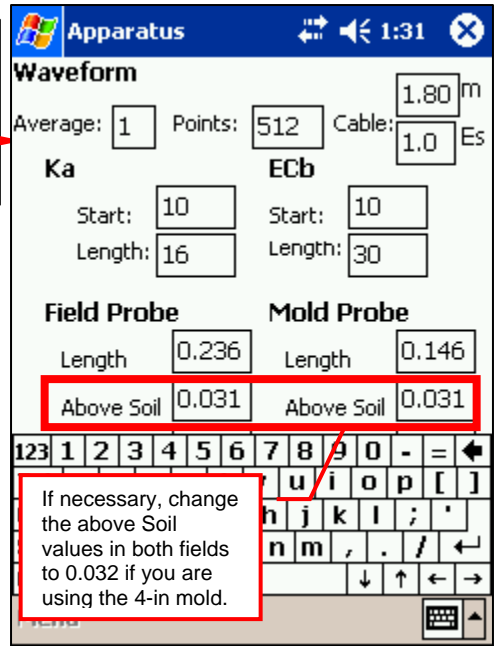 Apparatus 1:31
Waveform
Average: 1 Points: 512 Cable: 1.80 m
1.0 Es
Ka ECb
Start: 10 Start: 10
Length: 16 Length: 30
Field Probe Mold Probe
Length 0.236 Length 0.146
Above Soil 0.031 Above Soil 0.031
123 1 2 3 4 5 6 7 8 9 0 - =
u i o p [ ]
h j k l ; '
n m , . /
If necessary, change
the above Soil
values in both fields
to 0.032 if you are
using the 4-in mold.